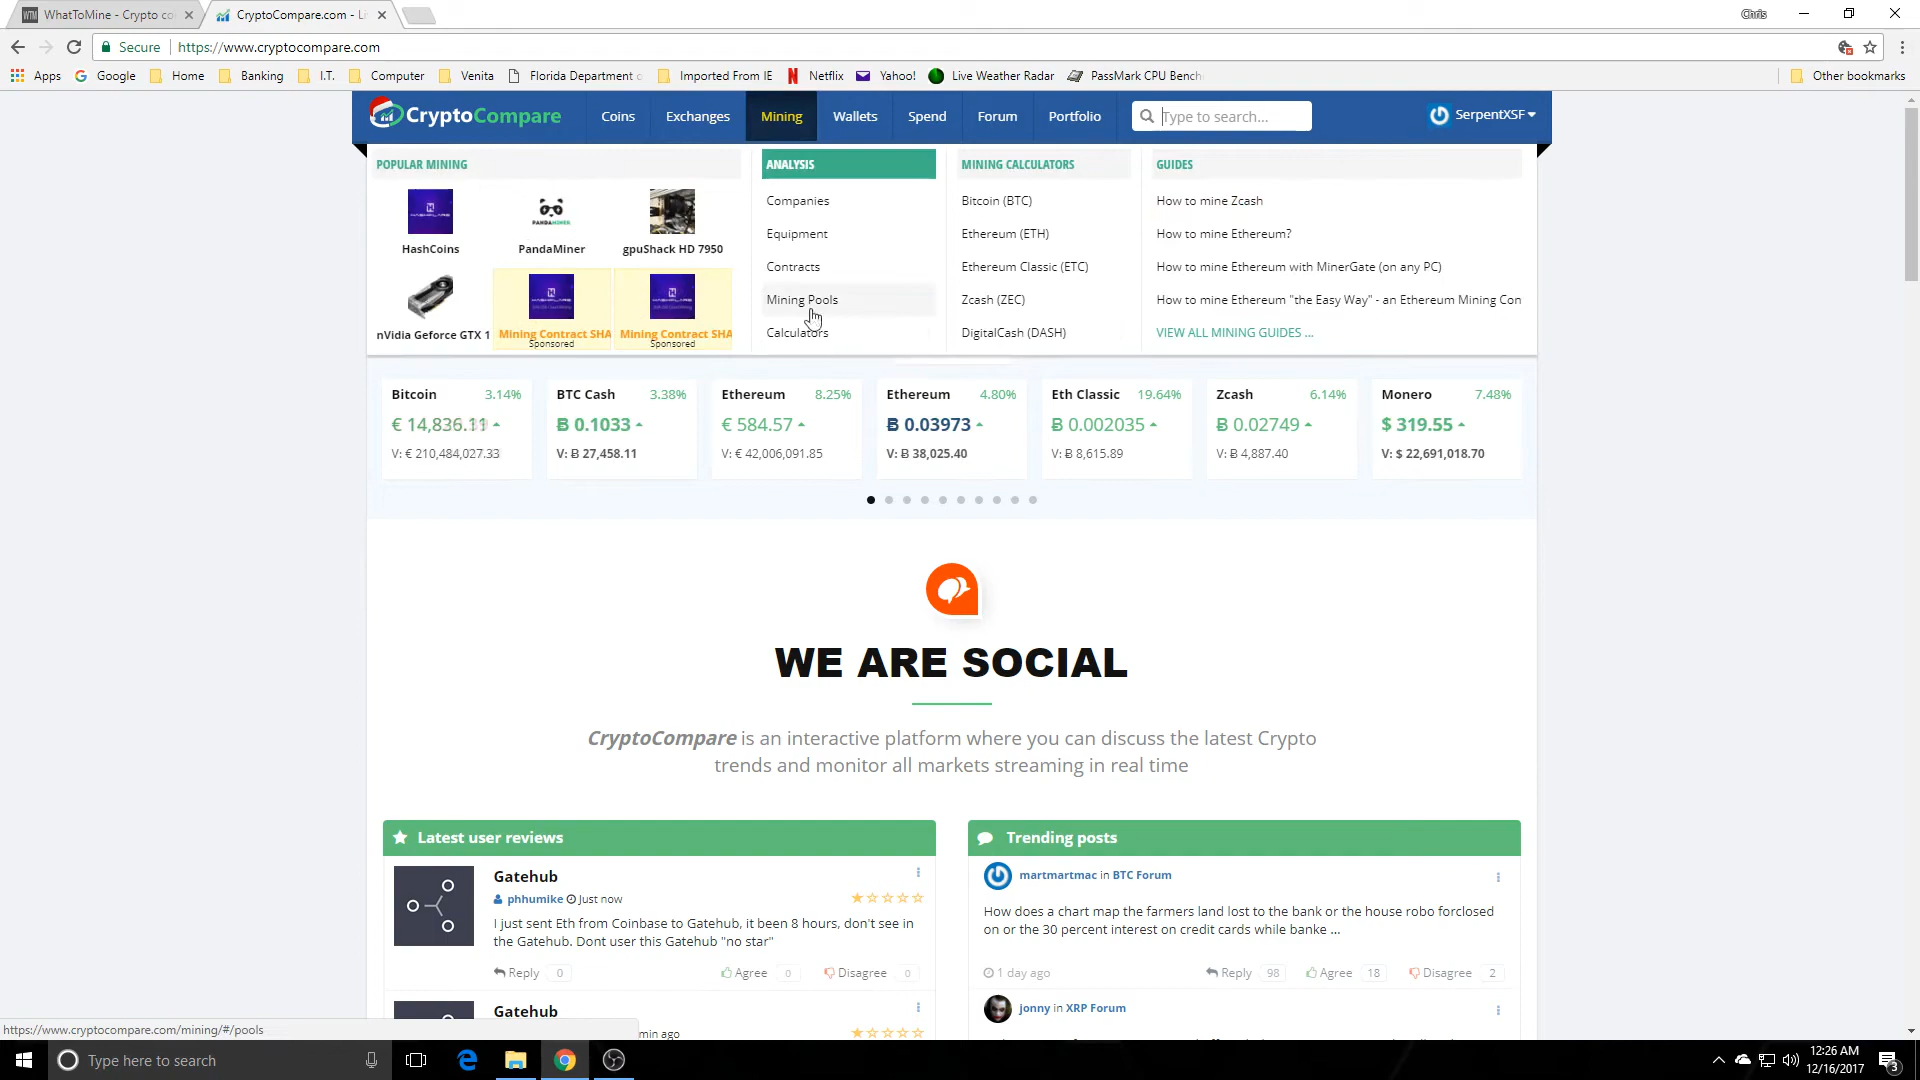 WTM WhatToMine - Crypto co
CryptoCompare.com - Li
Chris
Secure
https://www.cryptocompare.com
Apps
Google
Home
Banking
I.T.
Computer
Venita
Florida Department o
Imported From IE
Netflix
Yahoo!
Live Weather Radar
PassMark CPU Bench
Other bookmarks
CryptoCompare
Coins
Exchanges
Mining
Wallets
Spend
Forum
Portfolio
Type to search...
SerpentXSF
POPULAR MINING
HashCoins
PANDAMINER
PandaMiner
gpuShack HD 7950
nVidia Geforce GTX 1
Mining Contract SHA
Sponsored
Mining Contract SHA
Sponsored
ANALYSIS
Companies
Equipment
Contracts
Mining Pools
Calculators
MINING CALCULATORS
Bitcoin (BTC)
Ethereum (ETH)
Ethereum Classic (ETC)
Zcash (ZEC)
DigitalCash (DASH)
GUIDES
How to mine Zcash
How to mine Ethereum?
How to mine Ethereum with MinerGate (on any PC)
How to mine Ethereum "the Easy Way" - an Ethereum Mining Con
VIEW ALL MINING GUIDES ...
Bitcoin 3.14%
€ 14,836.11
V: € 210,484,027.33
BTC Cash 3.38%
Ƀ 0.1033
V: Ƀ 27,458.11
Ethereum 8.25%
€ 584.57
V: € 42,006,091.85
Ethereum 4.80%
Ƀ 0.03973
V: Ƀ 38,025.40
Eth Classic 19.64%
Ƀ 0.002035
V: Ƀ 8,615.89
Zcash 6.14%
Ƀ 0.02749
V: Ƀ 4,887.40
Monero 7.48%
$ 319.55
V: $ 22,691,018.70
WE ARE SOCIAL
CryptoCompare is an interactive platform where you can discuss the latest Crypto
trends and monitor all markets streaming in real time
Latest user reviews
Gatehub
phhumike Just now
I just sent Eth from Coinbase to Gatehub, it been 8 hours, don't see in
the Gatehub. Dont user this Gatehub "no star"
Reply 0
Agree 0
Disagree 0
Gatehub
min ago
Trending posts
martmartmac in BTC Forum
How does a chart map the farmers land lost to the bank or the house robo forclosed
on or the 30 percent interest on credit cards while banke ...
1 day ago
Reply 98
Agree 18
Disagree 2
jonny in XRP Forum
https://www.cryptocompare.com/mining/#/pools
Type here to search
12:26 AM
12/16/2017
3